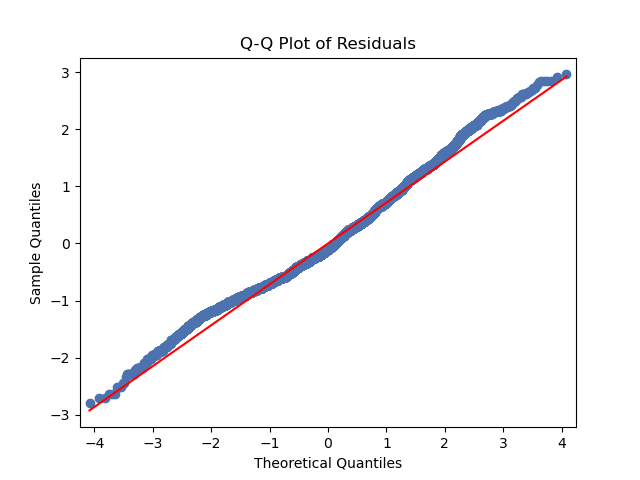 Q-Q Plot of Residuals
3
2
1
0
−1
−2
−3
Sample Quantiles
−4 −3 −2 −1 0 1 2 3 4
Theoretical Quantiles